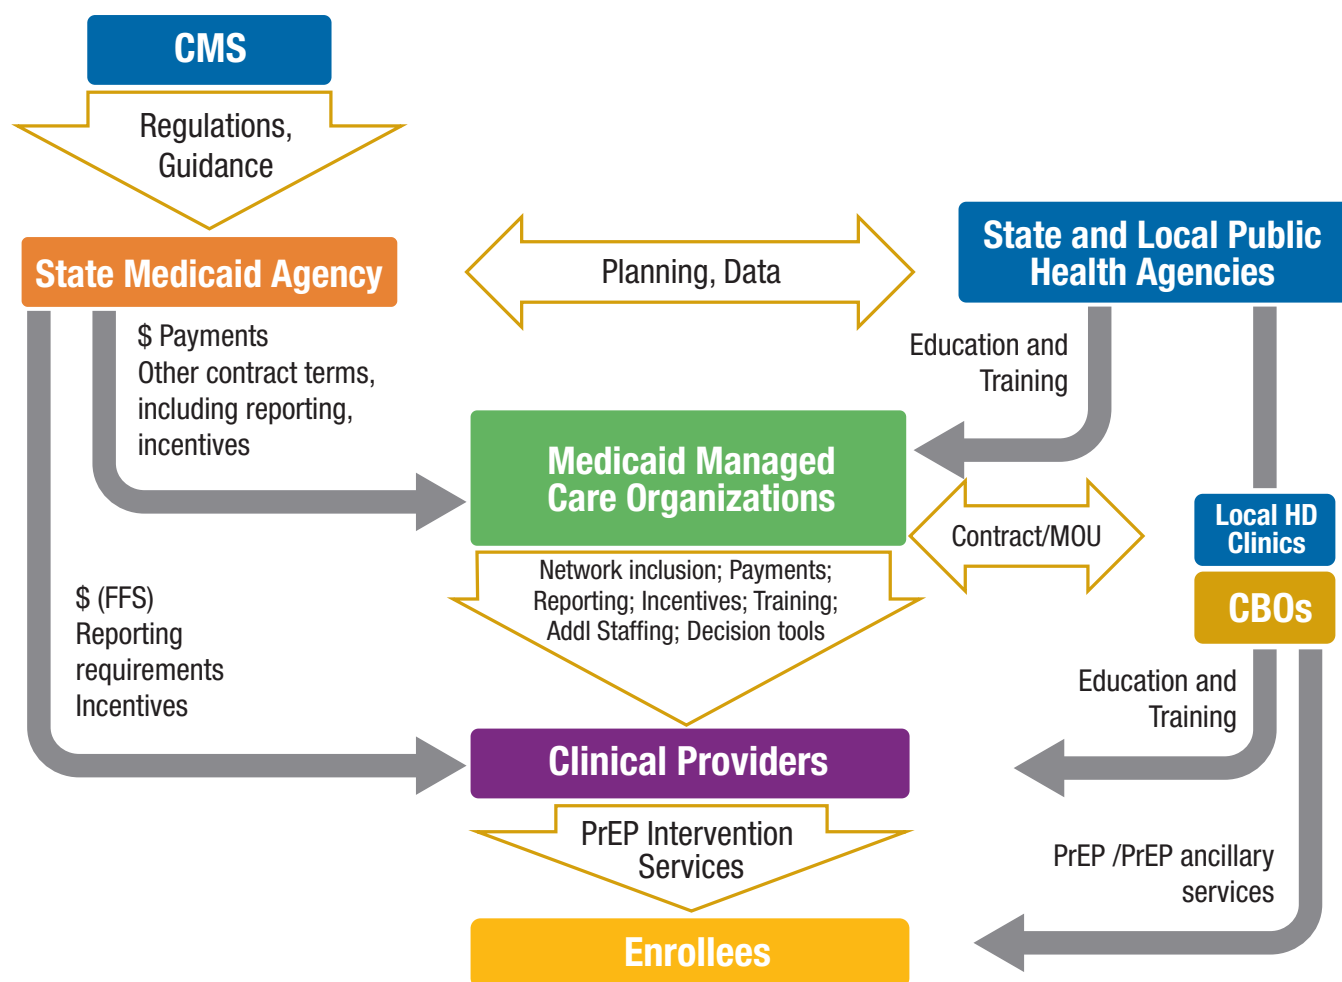 CMS
Regulations,
Guidance
State Medicaid Agency
Planning, Data
State and Local Public
Health Agencies
$ Payments
Other contract terms,
including reporting,
incentives
Education and
Training
Medicaid Managed
Care Organizations
Contract/MOU
Local HD
Clinics
CBOs
Network inclusion; Payments;
Reporting; Incentives; Training;
Addl Staffing; Decision tools
$ (FFS)
Reporting
requirements
Incentives
Education and
Training
Clinical Providers
PrEP Intervention
Services
PrEP /PrEP ancillary
services
Enrollees